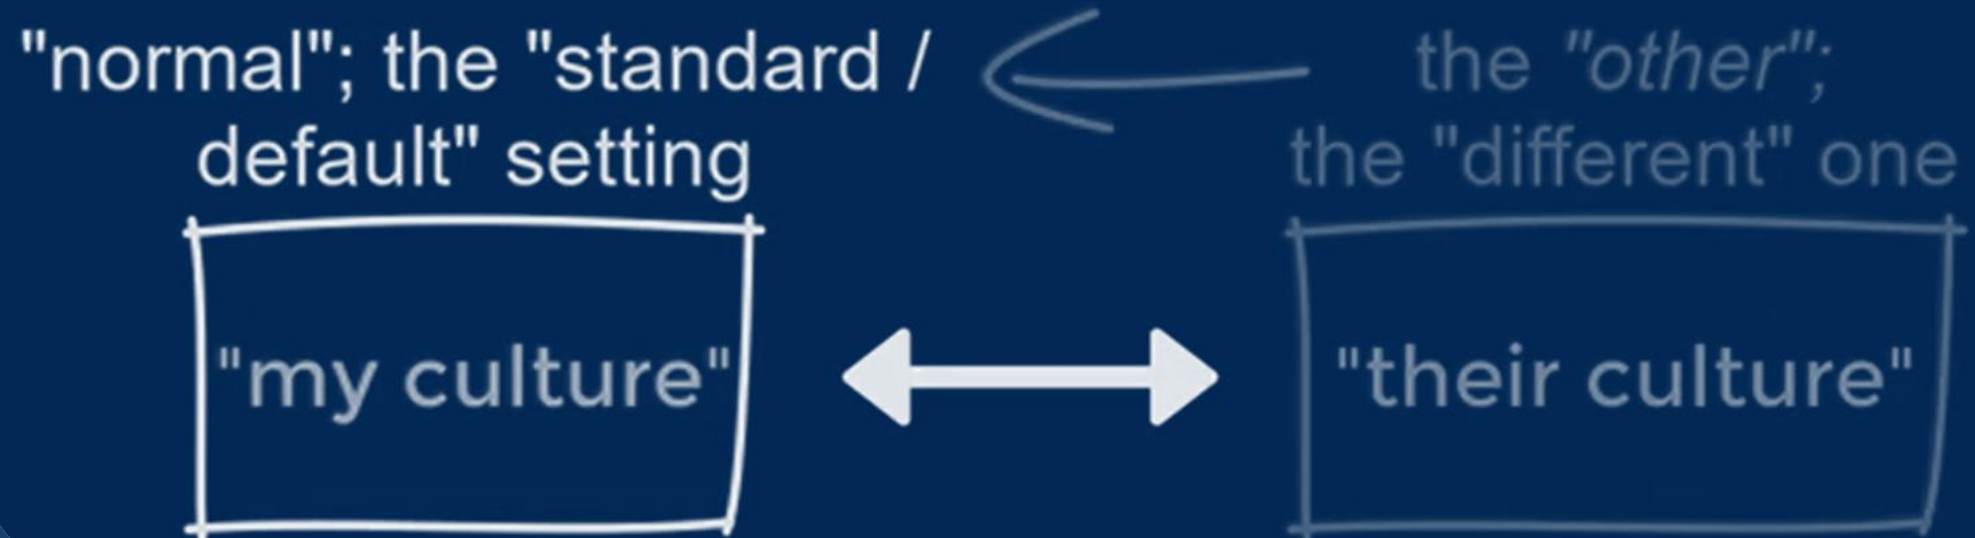 "normal"; the "standard /
default" setting
the "other";
the "different" one
"my culture"
"their culture"